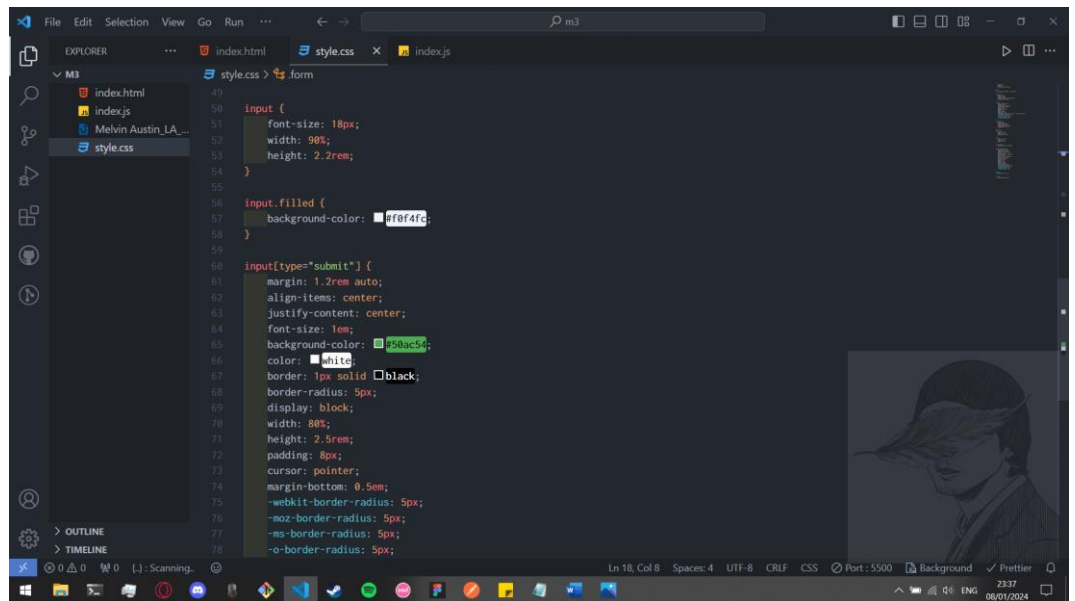 File Edit Selection View Go Run ··· m3
EXPLORER ···
index.html style.css index.js
M3
index.html
index.js
Melvin Austin_LA_...
style.css
style.css > .form
49
50 input {
51 font-size: 18px;
52 width: 90%;
53 height: 2.2rem;
54 }
55
56 input.filled {
57 background-color: #f0f4fc;
58 }
59
60 input[type="submit"] {
61 margin: 1.2rem auto;
62 align-items: center;
63 justify-content: center;
64 font-size: 1em;
65 background-color: #50ac54;
66 color: white;
67 border: 1px solid black;
68 border-radius: 5px;
69 display: block;
70 width: 80%;
71 height: 2.5rem;
72 padding: 8px;
73 cursor: pointer;
74 margin-bottom: 0.5em;
75 -webkit-border-radius: 5px;
76 -moz-border-radius: 5px;
77 -ms-border-radius: 5px;
78 -o-border-radius: 5px;
OUTLINE
TIMELINE
0 0 0 {..} : Scanning.. Ln 18, Col 8 Spaces: 4 UTF-8 CRLF CSS Port : 5500 Background Prettier
ENG
23:37
08/01/2024